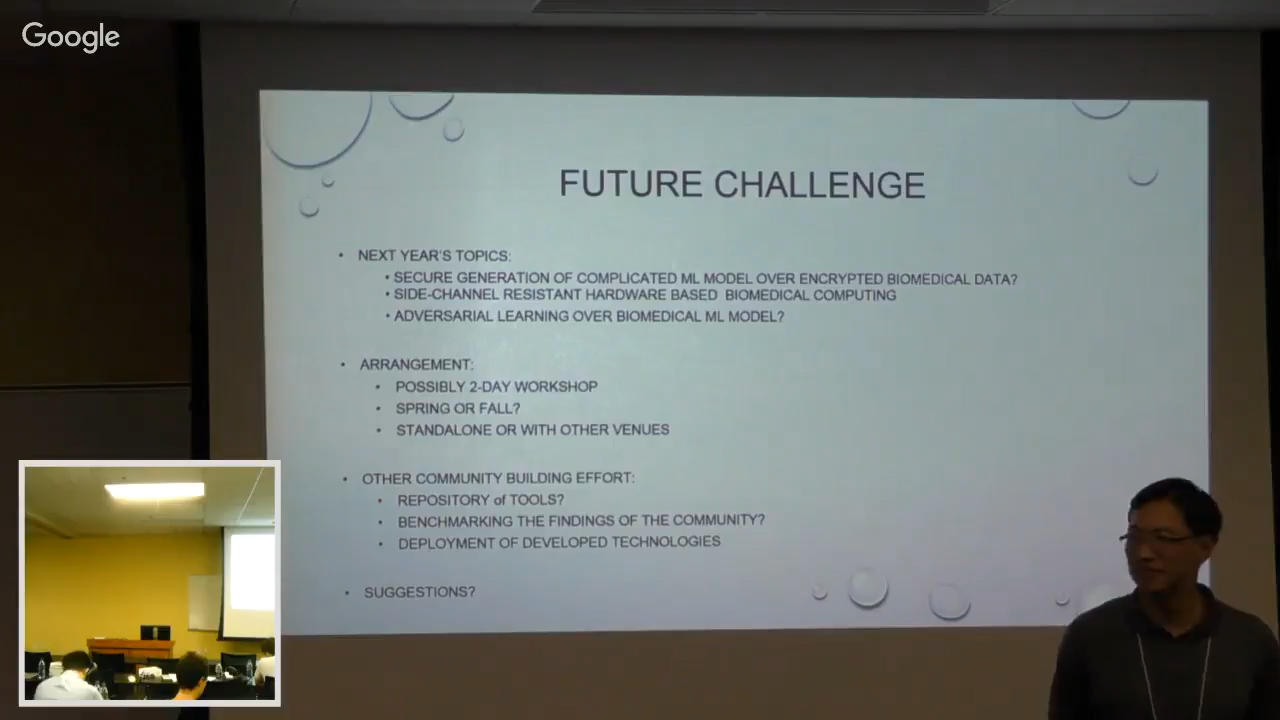 Google
FUTURE CHALLENGE
• NEXT YEAR'S TOPICS:
• SECURE GENERATION OF COMPLICATED ML MODEL OVER ENCRYPTED BIOMEDICAL DATA?
• SIDE-CHANNEL RESISTANT HARDWARE BASED BIOMEDICAL COMPUTING
• ADVERSARIAL LEARNING OVER BIOMEDICAL ML MODEL?
• ARRANGEMENT:
• POSSIBLY 2-DAY WORKSHOP
• SPRING OR FALL?
• STANDALONE OR WITH OTHER VENUES
• OTHER COMMUNITY BUILDING EFFORT:
• REPOSITORY of TOOLS?
• BENCHMARKING THE FINDINGS OF THE COMMUNITY?
• DEPLOYMENT OF DEVELOPED TECHNOLOGIES
• SUGGESTIONS?